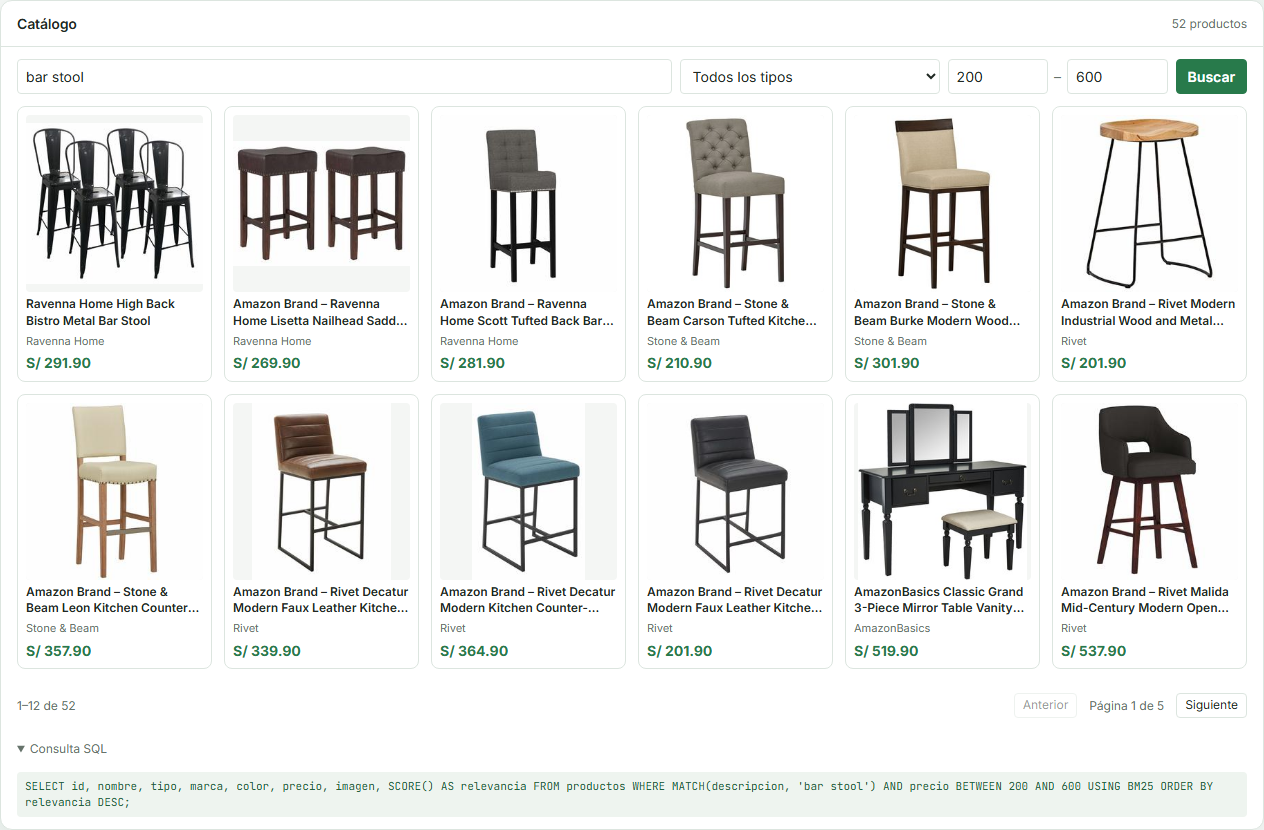 Catálogo
52 productos
bar stool
Todos los tipos
200
–
600
Buscar
Ravenna Home High Back
Bistro Metal Bar Stool
Ravenna Home
S/ 291.90
Amazon Brand – Ravenna
Home Lisetta Nailhead Sadd...
Ravenna Home
S/ 269.90
Amazon Brand – Ravenna
Home Scott Tufted Back Bar...
Ravenna Home
S/ 281.90
Amazon Brand – Stone &
Beam Carson Tufted Kitche...
Stone & Beam
S/ 210.90
Amazon Brand – Stone &
Beam Burke Modern Wood...
Stone & Beam
S/ 301.90
Amazon Brand – Rivet Modern
Industrial Wood and Metal...
Rivet
S/ 201.90
Amazon Brand – Stone &
Beam Leon Kitchen Counter...
Stone & Beam
S/ 357.90
Amazon Brand – Rivet Decatur
Modern Faux Leather Kitche...
Rivet
S/ 339.90
Amazon Brand – Rivet Decatur
Modern Kitchen Counter-...
Rivet
S/ 364.90
Amazon Brand – Rivet Decatur
Modern Faux Leather Kitche...
Rivet
S/ 201.90
AmazonBasics Classic Grand
3-Piece Mirror Table Vanity...
AmazonBasics
S/ 519.90
Amazon Brand – Rivet Malida
Mid-Century Modern Open...
Rivet
S/ 537.90
1–12 de 52
Anterior
Página 1 de 5
Siguiente
▼ Consulta SQL
SELECT id, nombre, tipo, marca, color, precio, imagen, SCORE() AS relevancia FROM productos WHERE MATCH(descripcion, 'bar stool') AND precio BETWEEN 200 AND 600 USING BM25 ORDER BY
relevancia DESC;